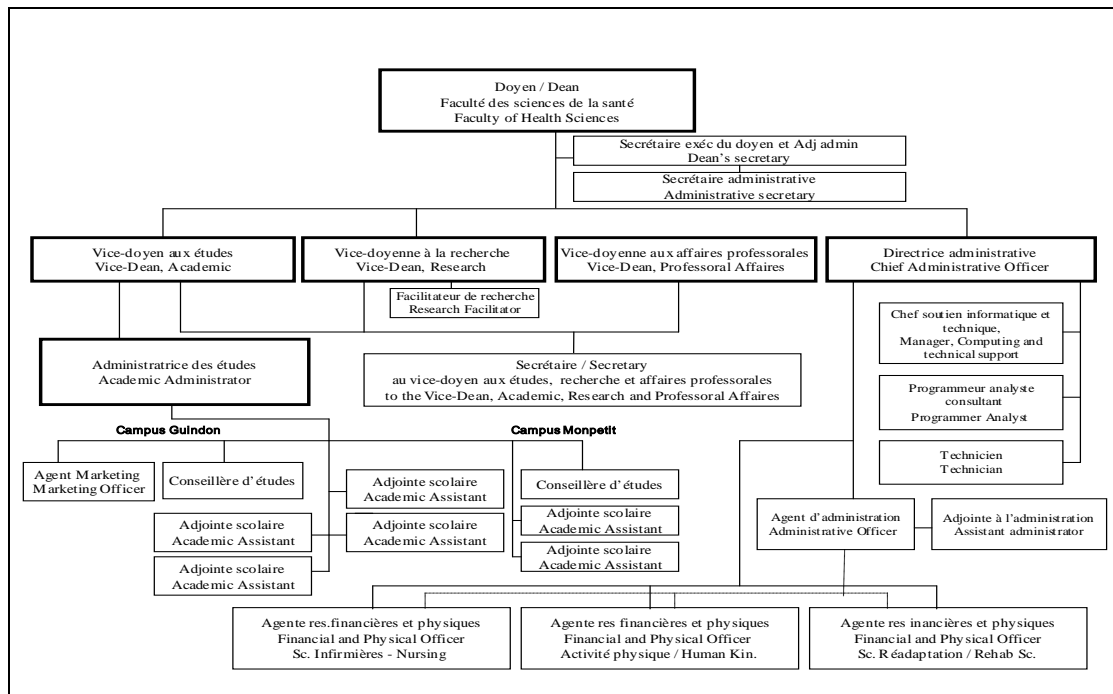 Doyen / Dean
Faculté des sciences de la santé
Faculty of Health Sciences
Secrétaire exéc du doyen et Adj admin
Dean's secretary
Secrétaire administrative
Administrative secretary
Vice-doyen aux études
Vice-Dean, Academic
Vice-doyenne à la recherche
Vice-Dean, Research
Vice-doyenne aux affaires professorales
Vice-Dean, Professoral Affaires
Directrice administrative
Chief Administrative Officer
Facilitateur de recherche
Research Facilitator
Chef soutien informatique et
technique,
Manager, Computing and
technical support
Administratrice des études
Academic Administrator
Secrétaire / Secretary
au vice-doyen aux études, recherche et affaires professorales
to the Vice-Dean, Academic, Research and Professoral Affaires
Programmeur analyste
consultant
Programmer Analyst
Campus Guindon
Campus Monpetit
Agent Marketing
Marketing Officer
Conseillère d'études
Adjointe scolaire
Academic Assistant
Conseillère d'études
Technicien
Technician
Adjointe scolaire
Academic Assistant
Adjointe scolaire
Academic Assistant
Adjointe scolaire
Academic Assistant
Agent d'administration
Administrative Officer
Adjointe à l'administration
Assistant administrator
Adjointe scolaire
Academic Assistant
Adjointe scolaire
Academic Assistant
Agente res.financières et physiques
Financial and Physical Officer
Sc. Infirmières - Nursing
Agente res financières et physiques
Financial and Physical Officer
Activité physique / Human Kin.
Agente res inancières et physiques
Financial and Physical Officer
Sc. Réadaptation / Rehab Sc.